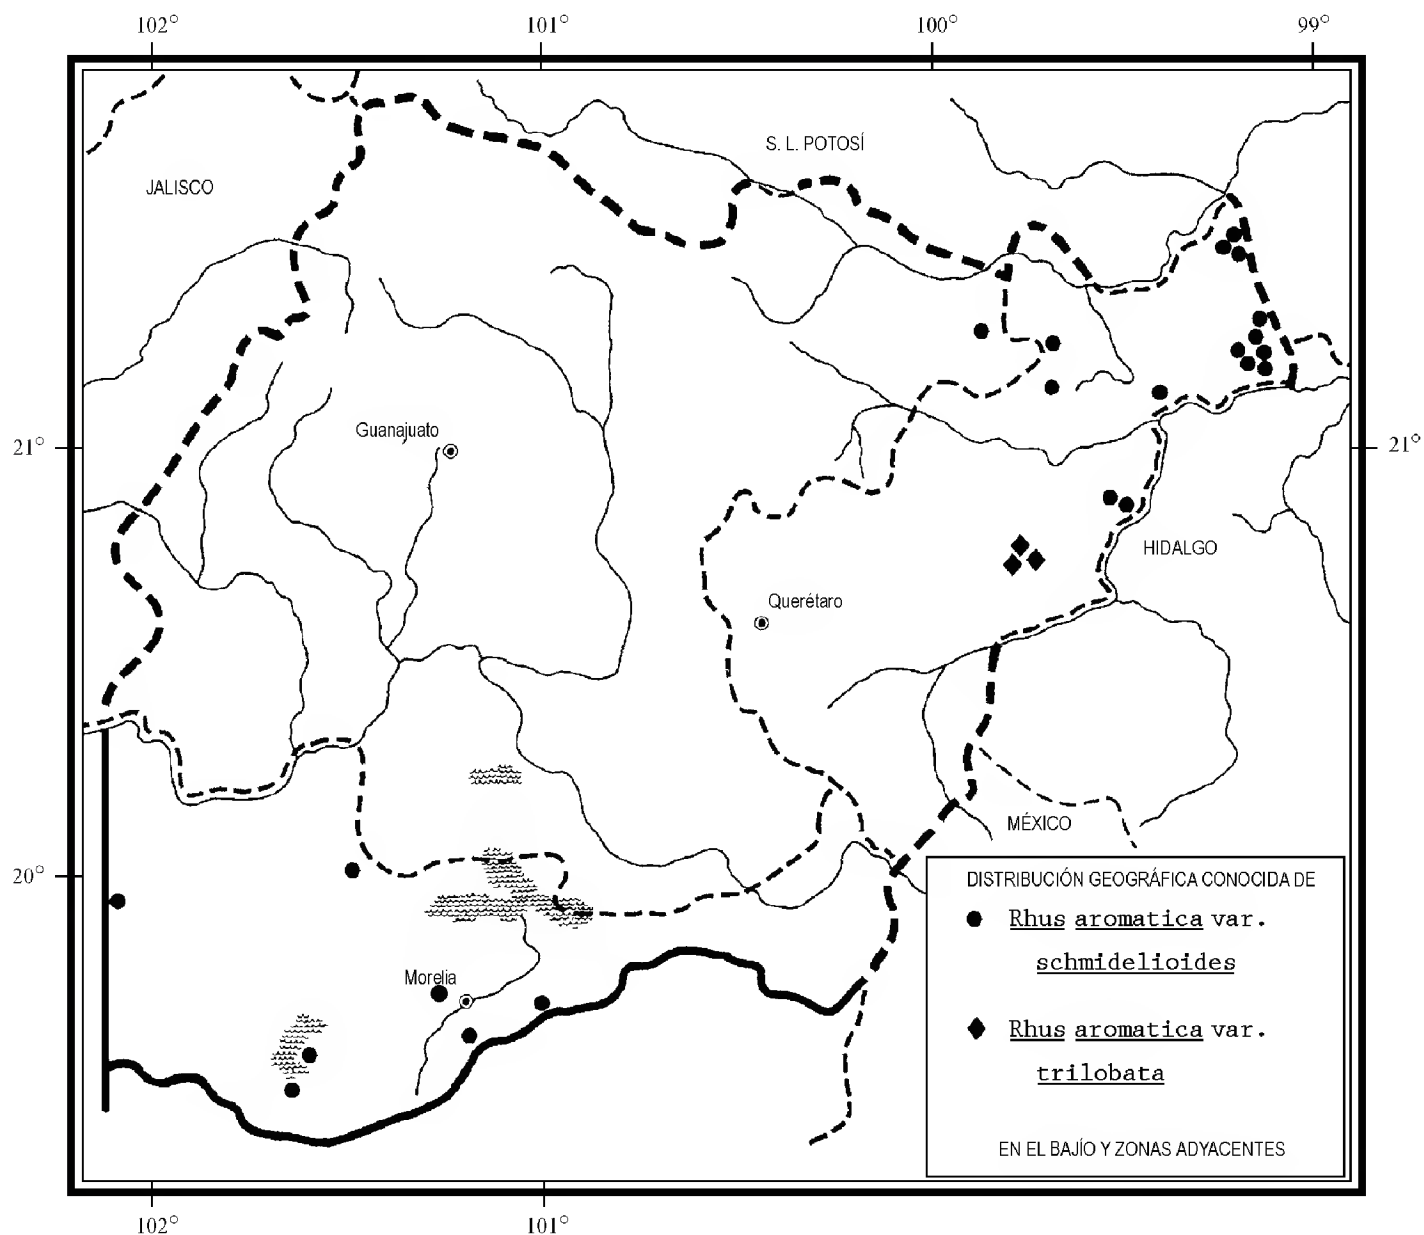 102°
101°
100°
99°
S. L. POTOSÍ
JALISCO
Guanajuato
21°
21°
HIDALGO
Querétaro
MÉXICO
20°
DISTRIBUCIÓN GEOGRÁFICA CONOCIDA DE
Rhus aromatica var.
schmidelioides
Morelia
Rhus aromatica var.
trilobata
EN EL BAJÍO Y ZONAS ADYACENTES
102°
101°